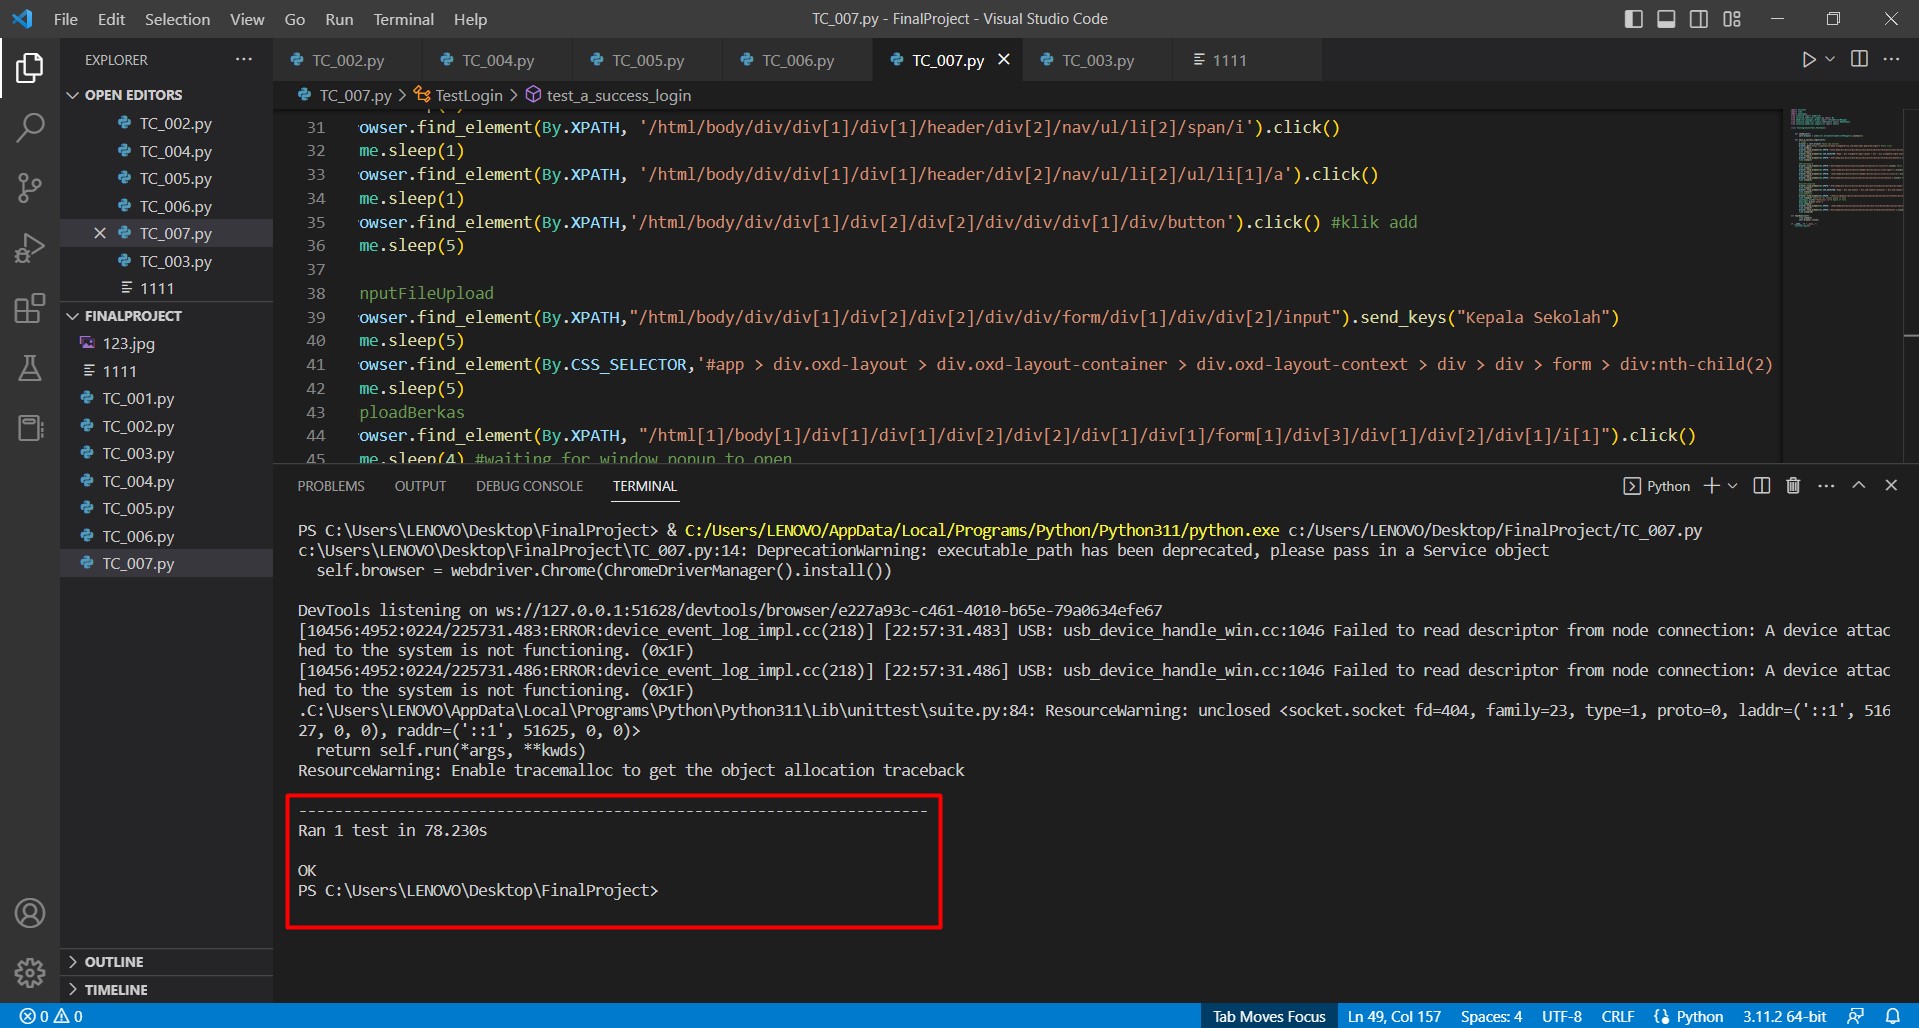 File Edit Selection View Go Run Terminal Help
TC_007.py - FinalProject - Visual Studio Code
EXPLORER
OPEN EDITORS
TC_002.py
TC_004.py
TC_005.py
TC_006.py
TC_007.py
TC_003.py
1111
FINALPROJECT
123.jpg
1111
TC_001.py
TC_002.py
TC_003.py
TC_004.py
TC_005.py
TC_006.py
TC_007.py
OUTLINE
TIMELINE
TC_002.py TC_004.py TC_005.py TC_006.py TC_007.py TC_003.py 1111
TC_007.py > TestLogin > test_a_success_login
31 owser.find_element(By.XPATH, '/html/body/div/div[1]/div[1]/header/div[2]/nav/ul/li[2]/span/i').click()
32 me.sleep(1)
33 owser.find_element(By.XPATH, '/html/body/div/div[1]/div[1]/header/div[2]/nav/ul/li[2]/ul/li[1]/a').click()
34 me.sleep(1)
35 owser.find_element(By.XPATH,'/html/body/div/div[1]/div[2]/div[2]/div/div/div[1]/div/button').click() #klik add
36 me.sleep(5)
37
38 nputFileUpload
39 owser.find_element(By.XPATH,"/html/body/div/div[1]/div[2]/div[2]/div/div/form/div[1]/div/div[2]/input").send_keys("Kepala Sekolah")
40 me.sleep(5)
41 owser.find_element(By.CSS_SELECTOR,'#app > div.oxd-layout > div.oxd-layout-container > div.oxd-layout-context > div > div > form > div:nth-child(2)
42 me.sleep(5)
43 ploadBerkas
44 owser.find_element(By.XPATH, "/html[1]/body[1]/div[1]/div[1]/div[2]/div[2]/div[1]/div[1]/form[1]/div[3]/div[1]/div[2]/div[1]/i[1]").click()
45 me.sleep(4) #waiting for window popup to open
PROBLEMS OUTPUT DEBUG CONSOLE TERMINAL
Python
PS C:\Users\LENOVO\Desktop\FinalProject> & C:/Users/LENOVO/AppData/Local/Programs/Python/Python311/python.exe c:/Users/LENOVO/Desktop/FinalProject/TC_007.py
c:\Users\LENOVO\Desktop\FinalProject\TC_007.py:14: DeprecationWarning: executable_path has been deprecated, please pass in a Service object
self.browser = webdriver.Chrome(ChromeDriverManager().install())
DevTools listening on ws://127.0.0.1:51628/devtools/browser/e227a93c-c461-4010-b65e-79a0634efe67
[10456:4952:0224/225731.483:ERROR:device_event_log_impl.cc(218)] [22:57:31.483] USB: usb_device_handle_win.cc:1046 Failed to read descriptor from node connection: A device attac
hed to the system is not functioning. (0x1F)
[10456:4952:0224/225731.486:ERROR:device_event_log_impl.cc(218)] [22:57:31.486] USB: usb_device_handle_win.cc:1046 Failed to read descriptor from node connection: A device attac
hed to the system is not functioning. (0x1F)
.C:\Users\LENOVO\AppData\Local\Programs\Python\Python311\Lib\unittest\suite.py:84: ResourceWarning: unclosed <socket.socket fd=404, family=23, type=1, proto=0, laddr=('::1', 516
27, 0, 0), raddr=('::1', 51625, 0, 0)>
return self.run(*args, **kwds)
ResourceWarning: Enable tracemalloc to get the object allocation traceback
----------------------------------------------------------------------
Ran 1 test in 78.230s
OK
PS C:\Users\LENOVO\Desktop\FinalProject>
0 0
Tab Moves Focus Ln 49, Col 157 Spaces: 4 UTF-8 CRLF Python 3.11.2 64-bit